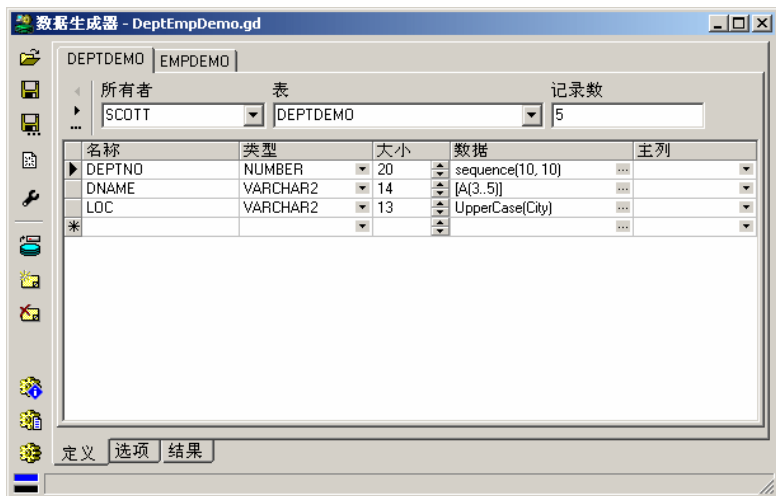 数据生成器 - DeptEmpDemo.gd
DEPTDEMO EMPDEMO
所有者 表 记录数
SCOTT DEPTDEMO 5
名称 类型 大小 数据 主列
DEPTNO NUMBER 20 sequence(10, 10) ...
DNAME VARCHAR2 14 [A(3..5)] ...
LOC VARCHAR2 13 UpperCase(City) ...
* ...
定义 选项 结果